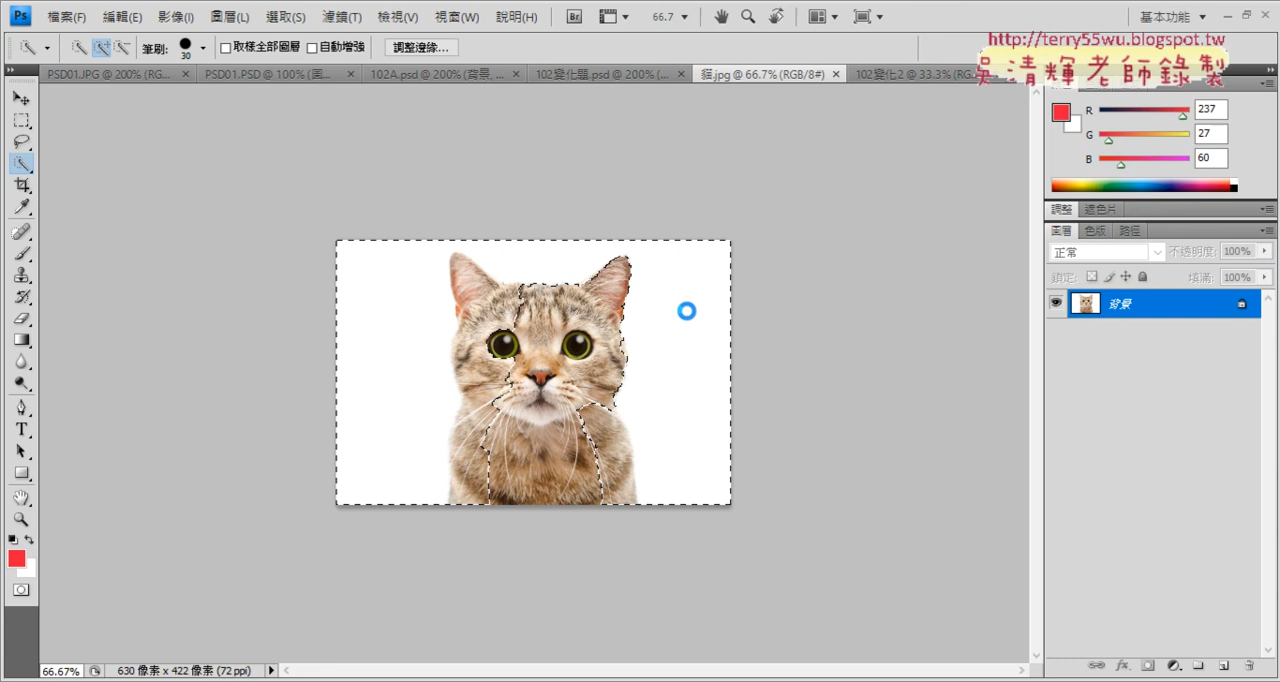 Ps 檔案(F) 編輯(E) 影像(I) 圖層(L) 選取(S) 濾鏡(T) 檢視(V) 視窗(W) 說明(H) Br 66.7 基本功能
筆刷: 30 取樣全部圖層 自動增強 調整邊緣...
http://terry55wu.blogspot.tw
吳清輝老師錄製
PSD01.JPG @ 200% (RG... PSD01.PSD @ 100% (圖... 102A.psd @ 200% (背景, ... 102變化題.psd @ 200% (... 貓.jpg @ 66.7% (RGB/8#) 102變化2 @ 33.3% (RG...
R 237
G 27
B 60
調整 遮色片
圖層 色版 路徑
正常 不透明度: 100%
鎖定: 填滿: 100%
背景
T
66.67% 630 像素 x 422 像素 (72 ppi)